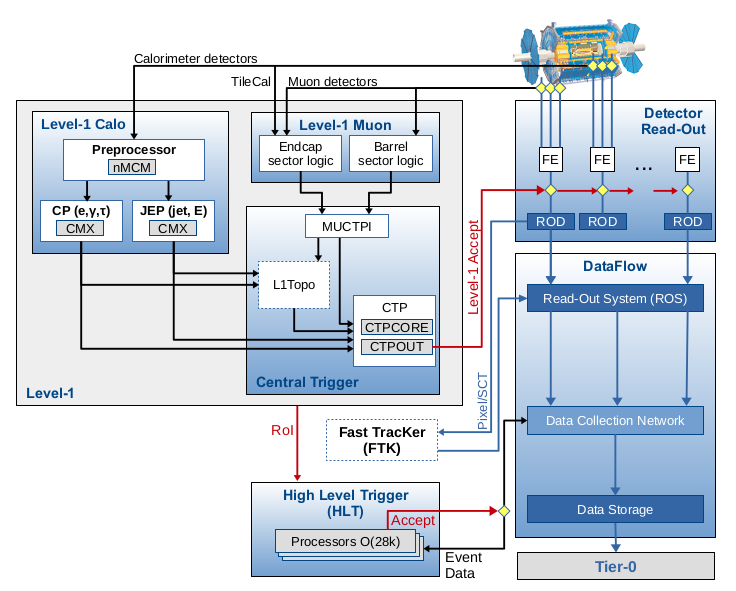 Calorimeter detectors
TileCal
Muon detectors
Level-1 Calo
Preprocessor
nMCM
CP (e,γ,τ)
CMX
JEP (jet, E)
CMX
Level-1 Muon
Endcap
sector logic
Barrel
sector logic
MUCTPI
L1Topo
CTP
CTPCORE
CTPOUT
Central Trigger
Level-1
Level-1 Accept
Detector
Read-Out
FE
FE
...
FE
ROD
ROD
ROD
DataFlow
Read-Out System (ROS)
Data Collection Network
Data Storage
Tier-0
Pixel/SCT
RoI
Fast TracKer
(FTK)
High Level Trigger
(HLT)
Accept
Processors O(28k)
Event
Data